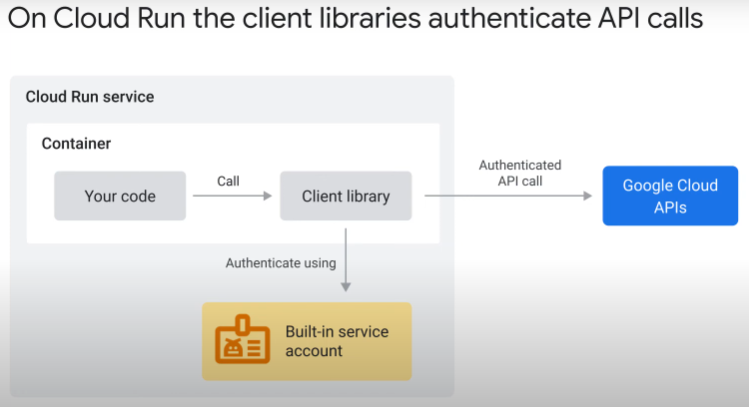 On Cloud Run the client libraries authenticate API calls
Cloud Run service
Container
Your code
Call
Client library
Authenticated
API call
Google Cloud
APIs
Authenticate using
Built-in service
account